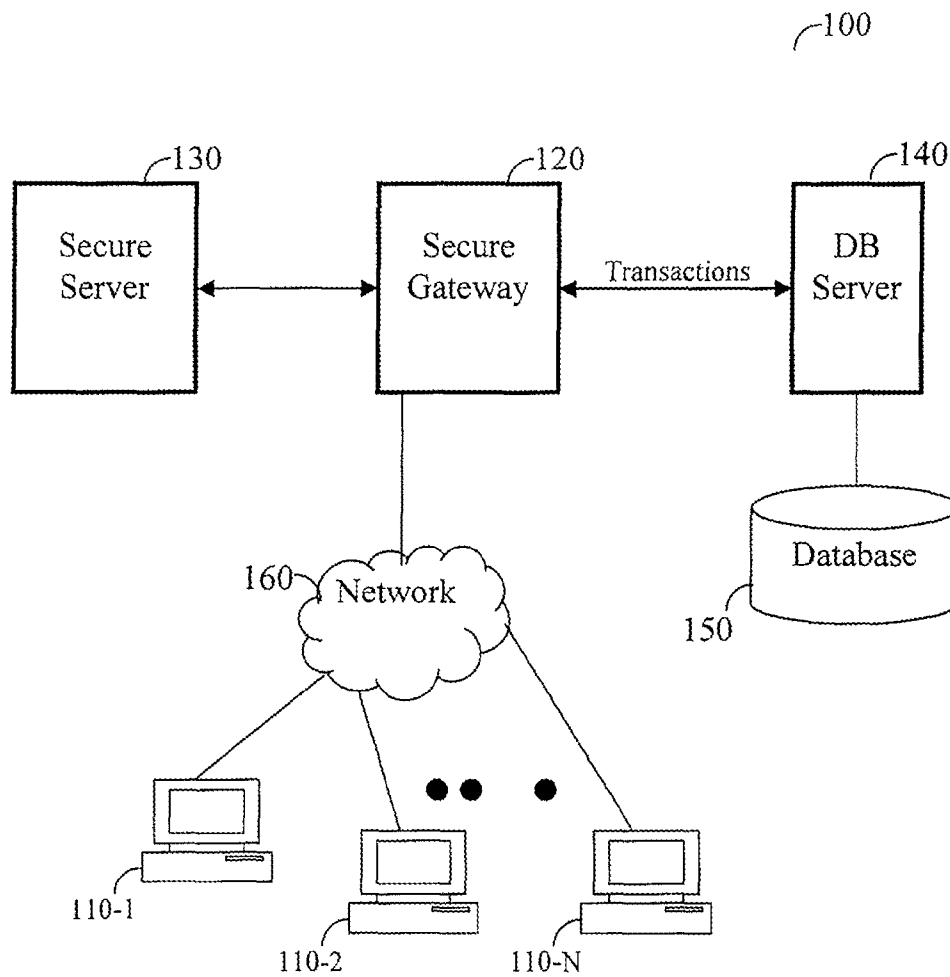 100
130
120
140
Secure
Server
Secure
Gateway
Transactions
DB
Server
160
Network
Database
150
110-1
110-2
110-N